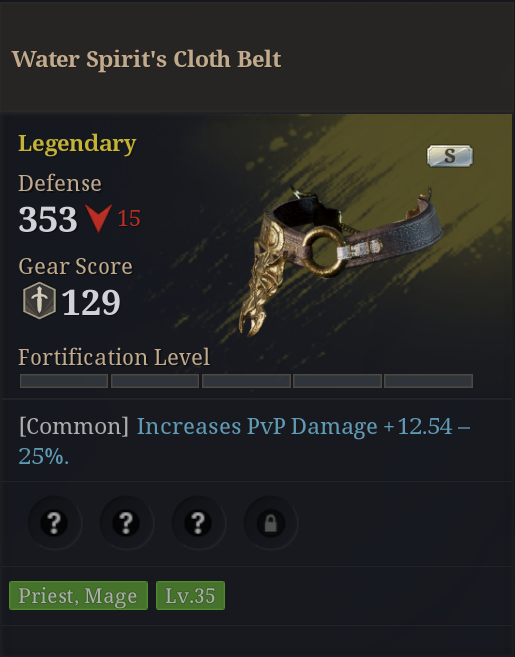 Water Spirit's Cloth Belt
Legendary
S
Defense
353 15
Gear Score
129
Fortification Level
[Common] Increases PvP Damage +12.54 –
25%.
? ? ?
Priest, Mage Lv.35